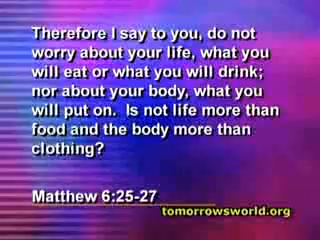 Therefore I say to you, do not
worry about your life, what you
will eat or what you will drink;
nor about your body, what you
will put on.  Is not life more than
food and the body more than
clothing?
Matthew 6:25-27
tomorrowsworld.org